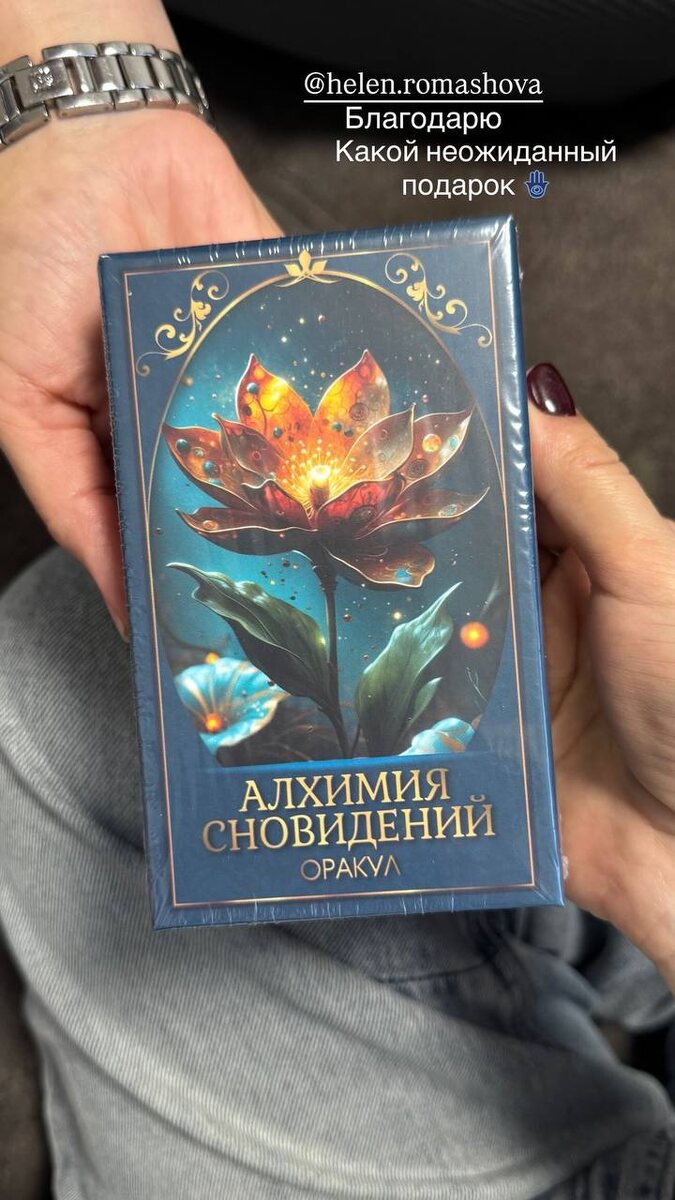 @helen.romashova
Благодарю
Какой неожиданный
подарок 🪬
АЛХИМИЯ
СНОВИДЕНИЙ
ОРАКУЛ